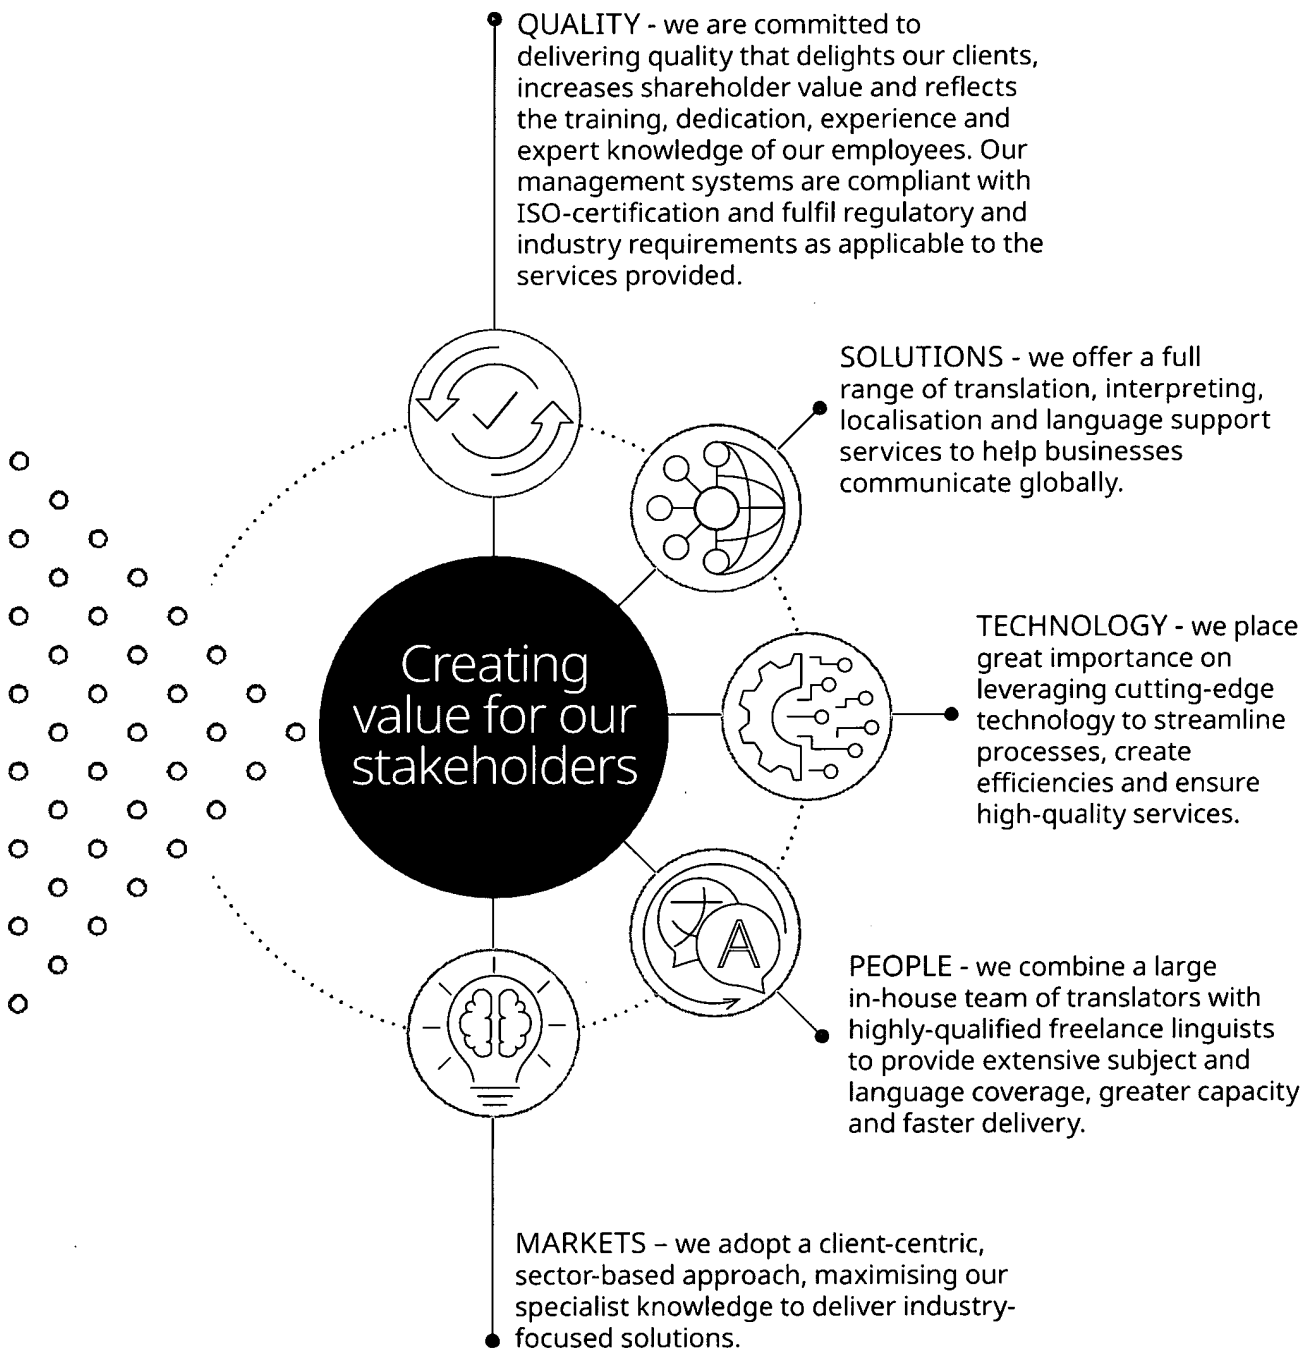 QUALITY - we are committed to
delivering quality that delights our clients,
increases shareholder value and reflects
the training, dedication, experience and
expert knowledge of our employees. Our
management systems are compliant with
ISO-certification and fulfil regulatory and
industry requirements as applicable to the
services provided.
SOLUTIONS - we offer a full
range of translation, interpreting,
localisation and language support
services to help businesses
communicate globally.
TECHNOLOGY - we place
great importance on
leveraging cutting-edge
technology to streamline
processes, create
efficiencies and ensure
high-quality services.
Creating
value for our
stakeholders
A
PEOPLE - we combine a large
in-house team of translators with
highly-qualified freelance linguists
to provide extensive subject and
language coverage, greater capacity
and faster delivery.
MARKETS – we adopt a client-centric,
sector-based approach, maximising our
specialist knowledge to deliver industry-
focused solutions.